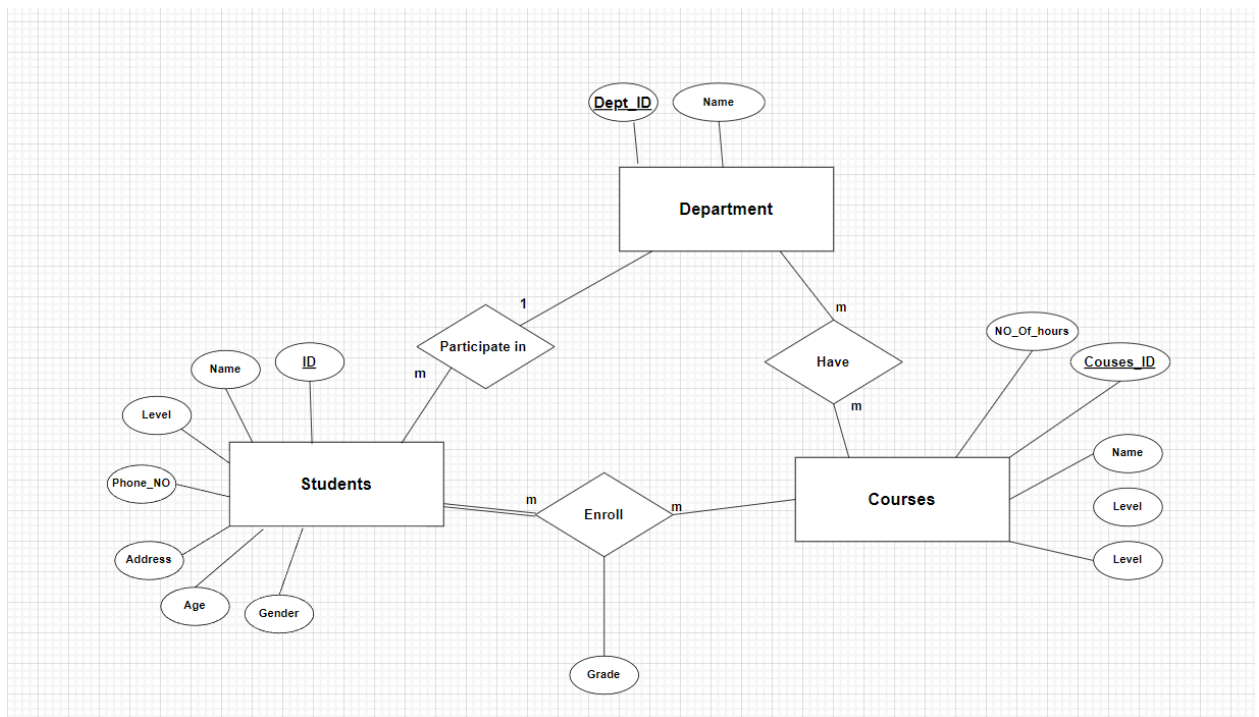 Dept_ID
Name
Department
1
m
Participate in
m
Have
m
NO_Of_hours
Couses_ID
Name
ID
Level
Phone_NO
Students
Address
Age
Gender
m
Enroll
m
Courses
Name
Level
Level
Grade